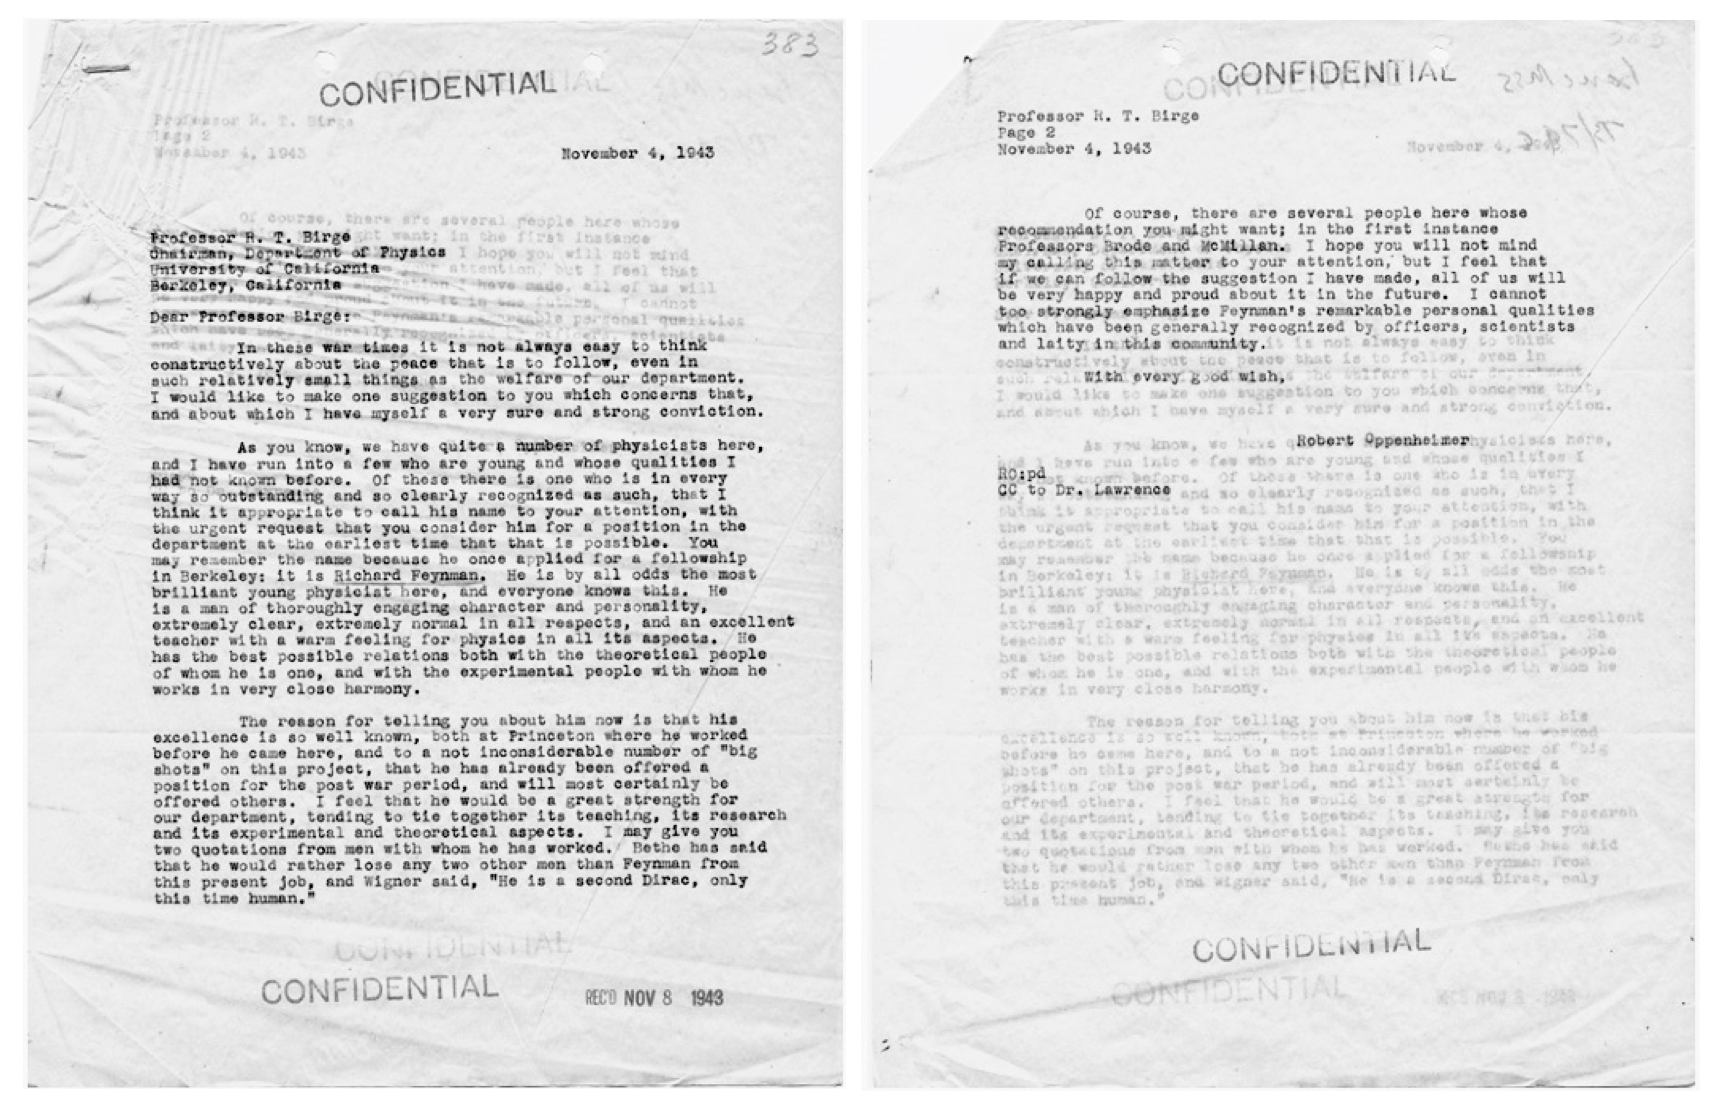 383
CONFIDENTIAL
November 4, 1943
Professor R. T. Birge
Chairman, Department of Physics
University of California
Berkeley, California
Dear Professor Birge:
In these war times it is not always easy to think
constructively about the peace that is to follow, even in
such relatively small things as the welfare of our department.
I would like to make one suggestion to you which concerns that,
and about which I have myself a very sure and strong conviction.
As you know, we have quite a number of physicists here,
and I have run into a few who are young and whose qualities I
had not known before. Of these there is one who is in every
way so outstanding and so clearly recognized as such, that I
think it appropriate to call his name to your attention, with
the urgent request that you consider him for a position in the
department at the earliest time that that is possible. You
may remember the name because he once applied for a fellowship
in Berkeley: it is Richard Feynman. He is by all odds the most
brilliant young physicist here, and everyone knows this. He
is a man of thoroughly engaging character and personality,
extremely clear, extremely normal in all respects, and an excellent
teacher with a warm feeling for physics in all its aspects. He
has the best possible relations both with the theoretical people
of whom he is one, and with the experimental people with whom he
works in very close harmony.
The reason for telling you about him now is that his
excellence is so well known, both at Princeton where he worked
before he came here, and to a not inconsiderable number of "big
shots" on this project, that he has already been offered a
position for the post war period, and will most certainly be
offered others. I feel that he would be a great strength for
our department, tending to tie together its teaching, its research
and its experimental and theoretical aspects. I may give you
two quotations from men with whom he has worked. Bethe has said
that he would rather lose any two other men than Feynman from
this present job, and Wigner said, "He is a second Dirac, only
this time human."
CONFIDENTIAL
REC'D NOV 8 1943
CONFIDENTIAL
Professor R. T. Birge
Page 2
November 4, 1943
Of course, there are several people here whose
recommendation you might want; in the first instance
Professors Brode and McMillan. I hope you will not mind
my calling this matter to your attention, but I feel that
if we can follow the suggestion I have made, all of us will
be very happy and proud about it in the future. I cannot
too strongly emphasize Feynman's remarkable personal qualities
which have been generally recognized by officers, scientists
and laity in this community.
With every good wish,
Robert Oppenheimer
RO:pd
CC to Dr. Lawrence
CONFIDENTIAL